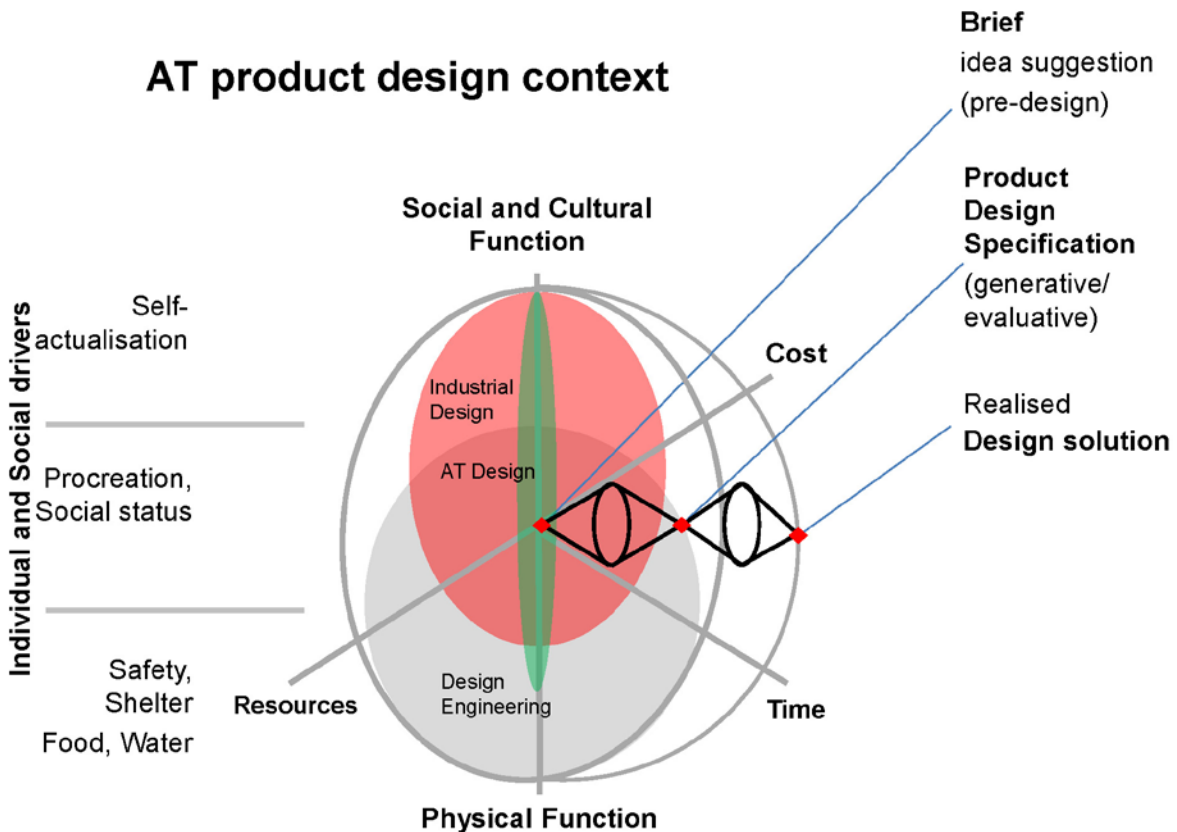 AT product design context
Brief
idea suggestion
(pre-design)
Product
Design
Specification
(generative/
evaluative)
Realised
Design solution
Social and Cultural
Function
Cost
Individual and Social drivers
Self-
actualisation
Procreation,
Social status
Safety,
Shelter
Food, Water
Industrial
Design
AT Design
Design
Engineering
Resources
Time
Physical Function